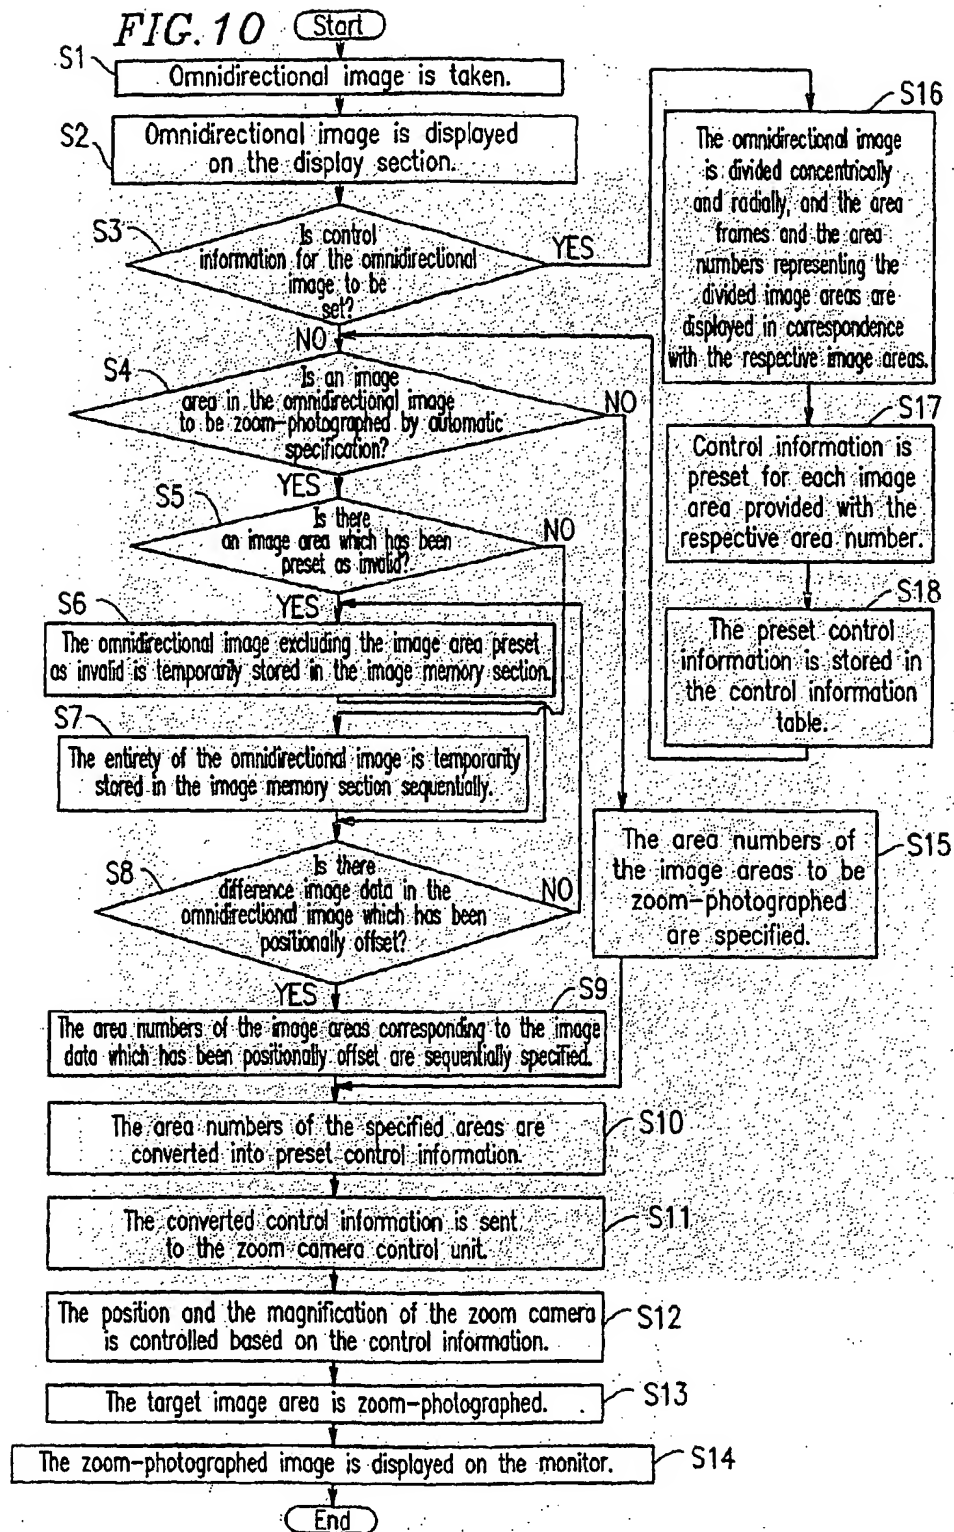 FIG. 10
Start
S1
Omnidirectional image is taken.
S2
Omnidirectional image is displayed
on the display section.
S3
Is control
information for the omnidirectional
image to be
set?
YES
NO
S4
Is an image
area in the omnidirectional image
to be zoom-photographed by automatic
specification?
NO
YES
S5
Is there
an image area which has been
preset as invalid?
NO
YES
S6
The omnidirectional image excluding the image area preset
as invalid is temporarily stored in the image memory section.
S7
The entirety of the omnidirectional image is temporarity
stored in the image memory section sequentially.
S8
Is there
difference image data in the
omnidirectional image which has been
positionally offset?
NO
YES
S9
The area numbers of the image areas corresponding to the image
data which has been positionally offset are sequentially specified.
S10
The area numbers of the specified areas are
converted into preset control information.
S11
The converted control information is sent
to the zoom camera control unit.
S12
The position and the magnification of the zoom camera
is controlled based on the control information.
S13
The target image area is zoom-photographed.
S14
The zoom-photographed image is displayed on the monitor.
End
S15
The area numbers of
the image areas to be
zoom-photographed
are specified.
S16
The omnidirectional image
is divided concentrically
and radially, and the area
frames and the area
numbers representing the
divided image areas are
displayed in correspondence
with the respective image areas.
S17
Control information is
preset for each image
area provided with the
respective area number.
S18
The preset control
information is stored in
the control information
table.